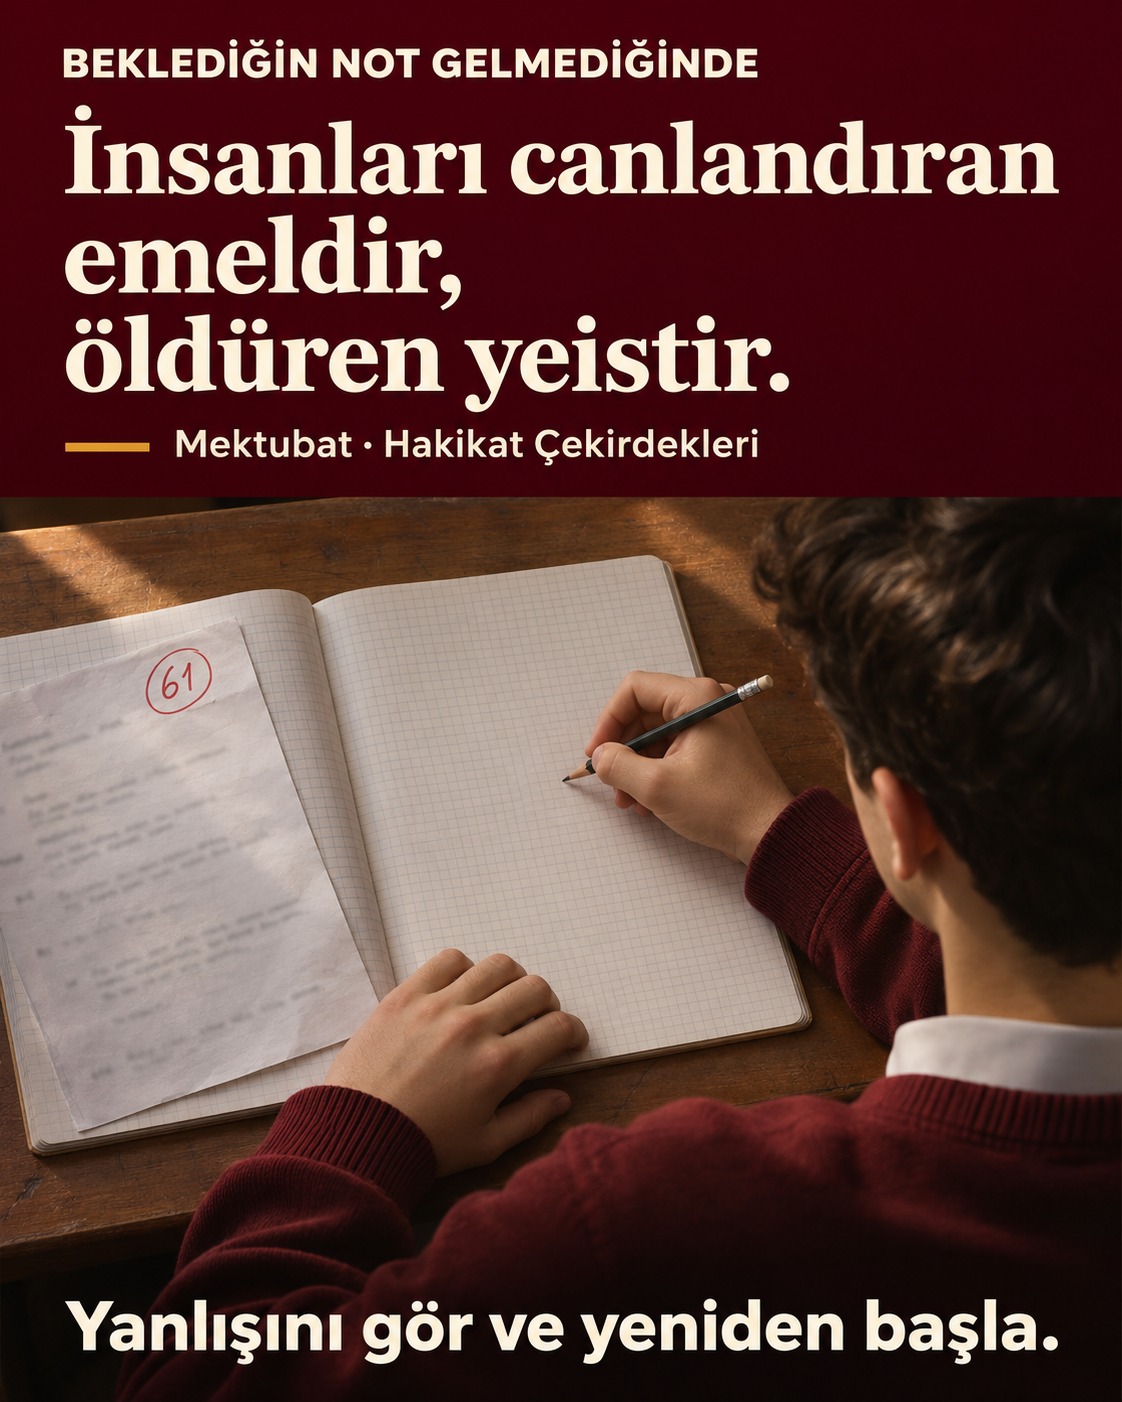 BEKLEDİĞİN NOT GELMEDİĞİNDE
İnsanları canlandıran
emeldir,
öldüren yeistir.
Mektubat · Hakikat Çekirdekleri
61
Yanlışını gör ve yeniden başla.